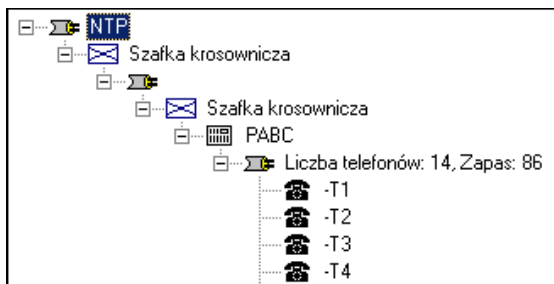 NTP
Szafka krosownicza
Szafka krosownicza
PABC
Liczba telefonów: 14, Zapas: 86
-T1
-T2
-T3
-T4